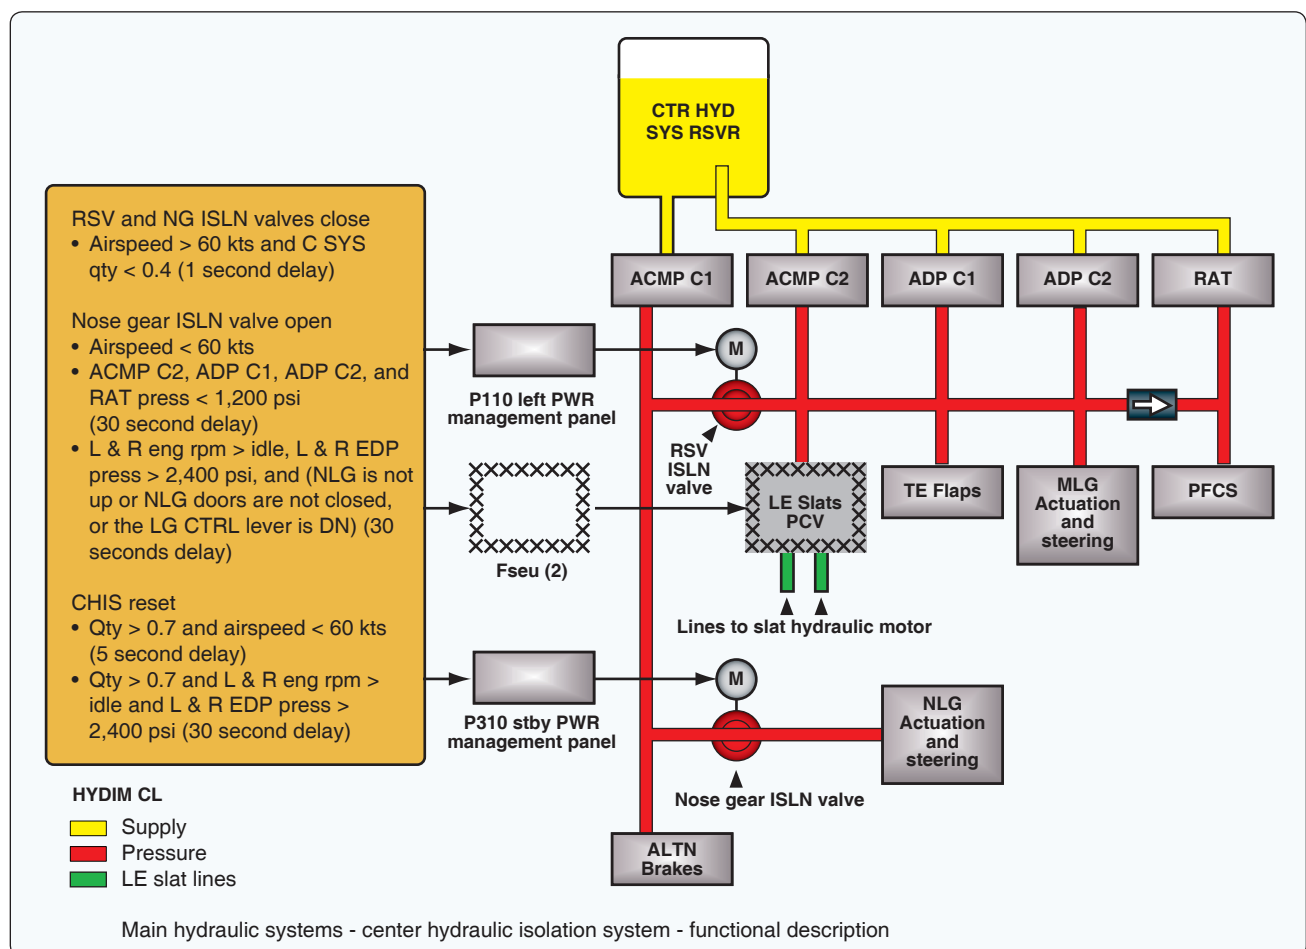 CTR HYD
SYS RSVR
RSV and NG ISLN valves close
• Airspeed > 60 kts and C SYS
qty < 0.4 (1 second delay)
Nose gear ISLN valve open
• Airspeed < 60 kts
• ACMP C2, ADP C1, ADP C2, and
RAT press < 1,200 psi
(30 second delay)
• L & R eng rpm > idle, L & R EDP
press > 2,400 psi, and (NLG is not
up or NLG doors are not closed,
or the LG CTRL lever is DN) (30
seconds delay)
CHIS reset
• Qty > 0.7 and airspeed < 60 kts
(5 second delay)
• Qty > 0.7 and L & R eng rpm >
idle and L & R EDP press >
2,400 psi (30 second delay)
ACMP C1
ACMP C2
ADP C1
ADP C2
RAT
M
P110 left PWR
management panel
RSV
ISLN
valve
LE Slats
PCV
TE Flaps
MLG
Actuation
and
steering
PFCS
Fseu (2)
Lines to slat hydraulic motor
M
P310 stby PWR
management panel
NLG
Actuation
and
steering
Nose gear ISLN valve
ALTN
Brakes
HYDIM CL
Supply
Pressure
LE slat lines
Main hydraulic systems - center hydraulic isolation system - functional description